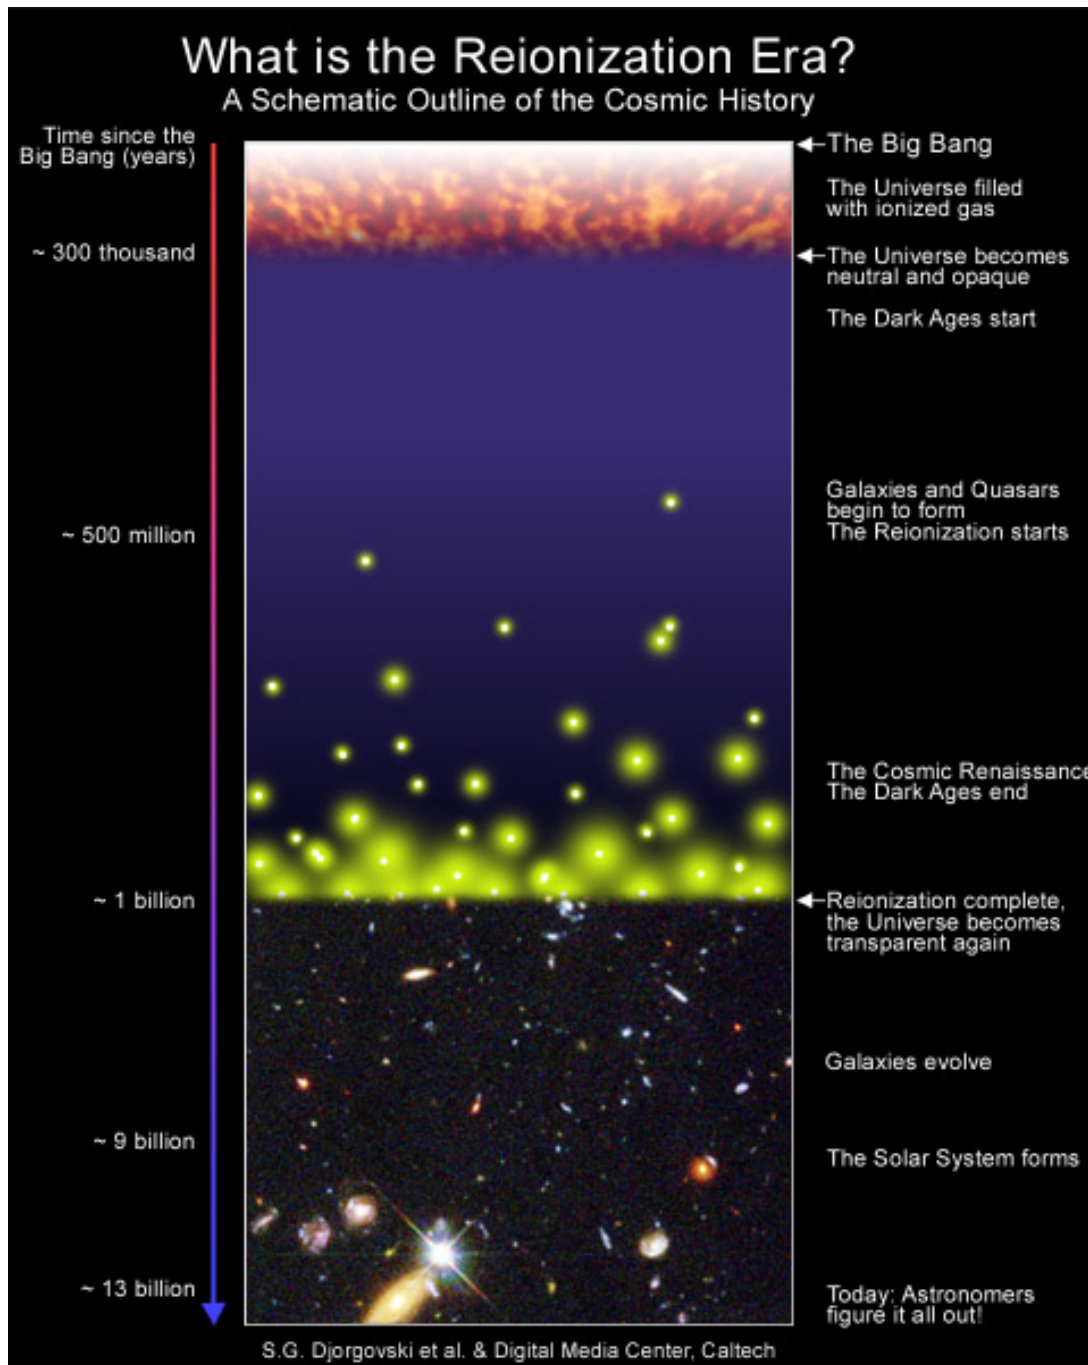 What is the Reionization Era?
A Schematic Outline of the Cosmic History
Time since the
Big Bang (years)
The Big Bang
The Universe filled
with ionized gas
~ 300 thousand
The Universe becomes
neutral and opaque
The Dark Ages start
Galaxies and Quasars
begin to form
~ 500 million
The Reionization starts
The Cosmic Renaissance
The Dark Ages end
~ 1 billion
Reionization complete,
the Universe becomes
transparent again
Galaxies evolve
~ 9 billion
The Solar System forms
~ 13 billion
Today: Astronomers
figure it all out!
S.G. Djorgovski et al. & Digital Media Center, Caltech